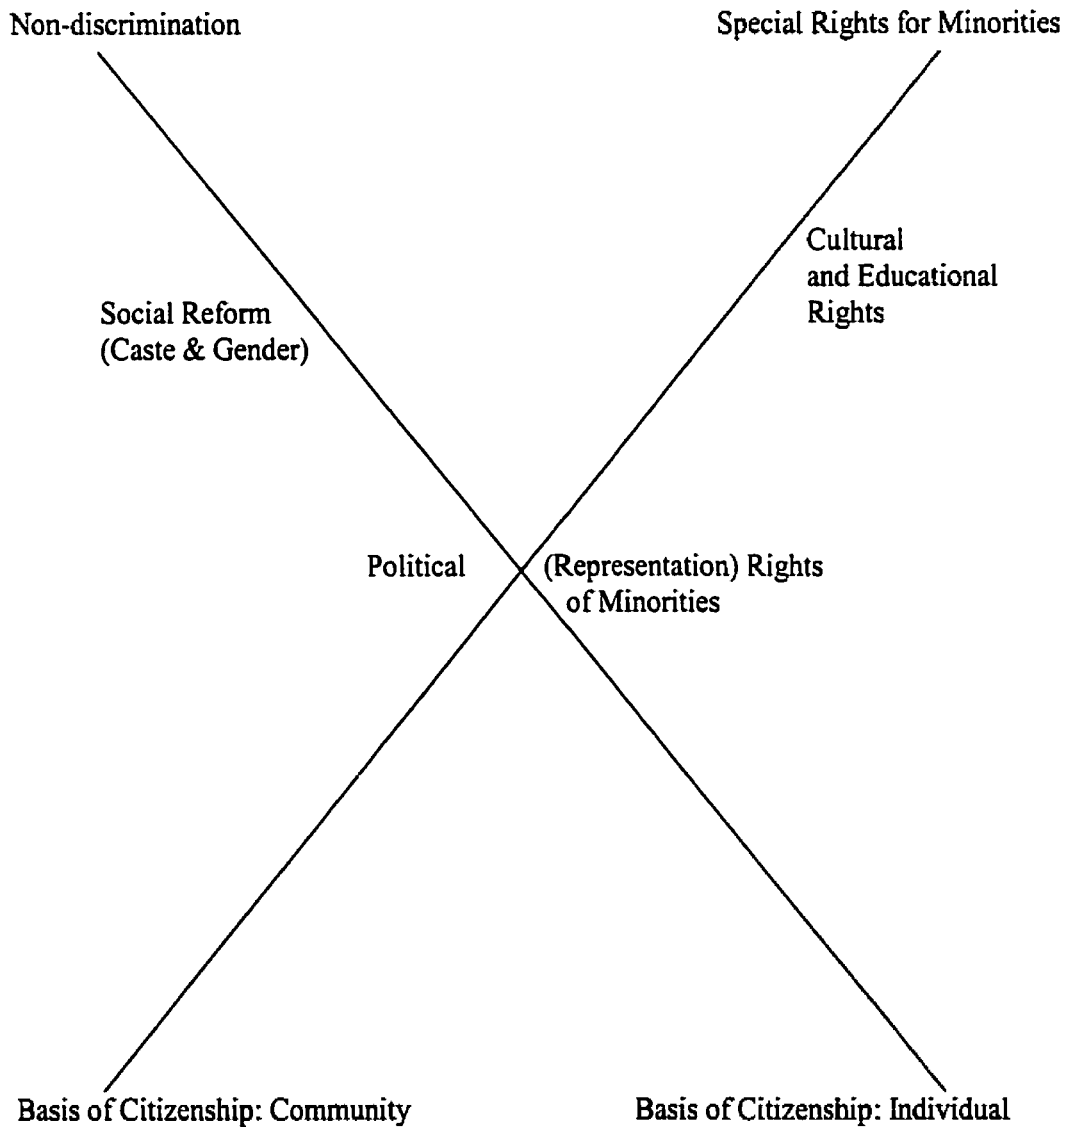 Non-discrimination
Special Rights for Minorities
Cultural
and Educational
Rights
Social Reform
(Caste & Gender)
Political (Representation) Rights
of Minorities
Basis of Citizenship: Community
Basis of Citizenship: Individual